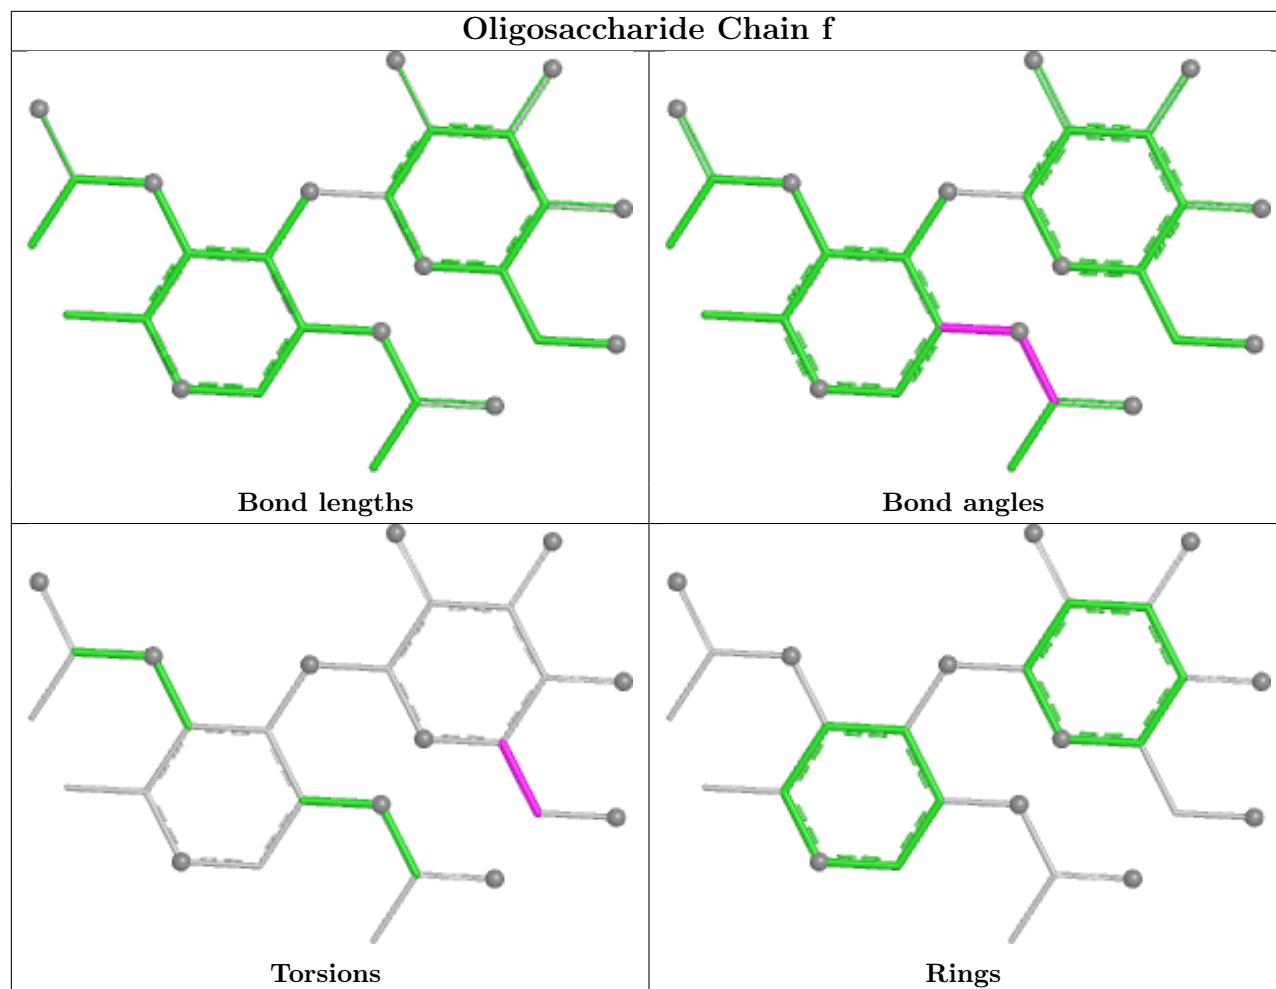 Oligosaccharide Chain f
Bond lengths
Bond angles
Torsions
Rings